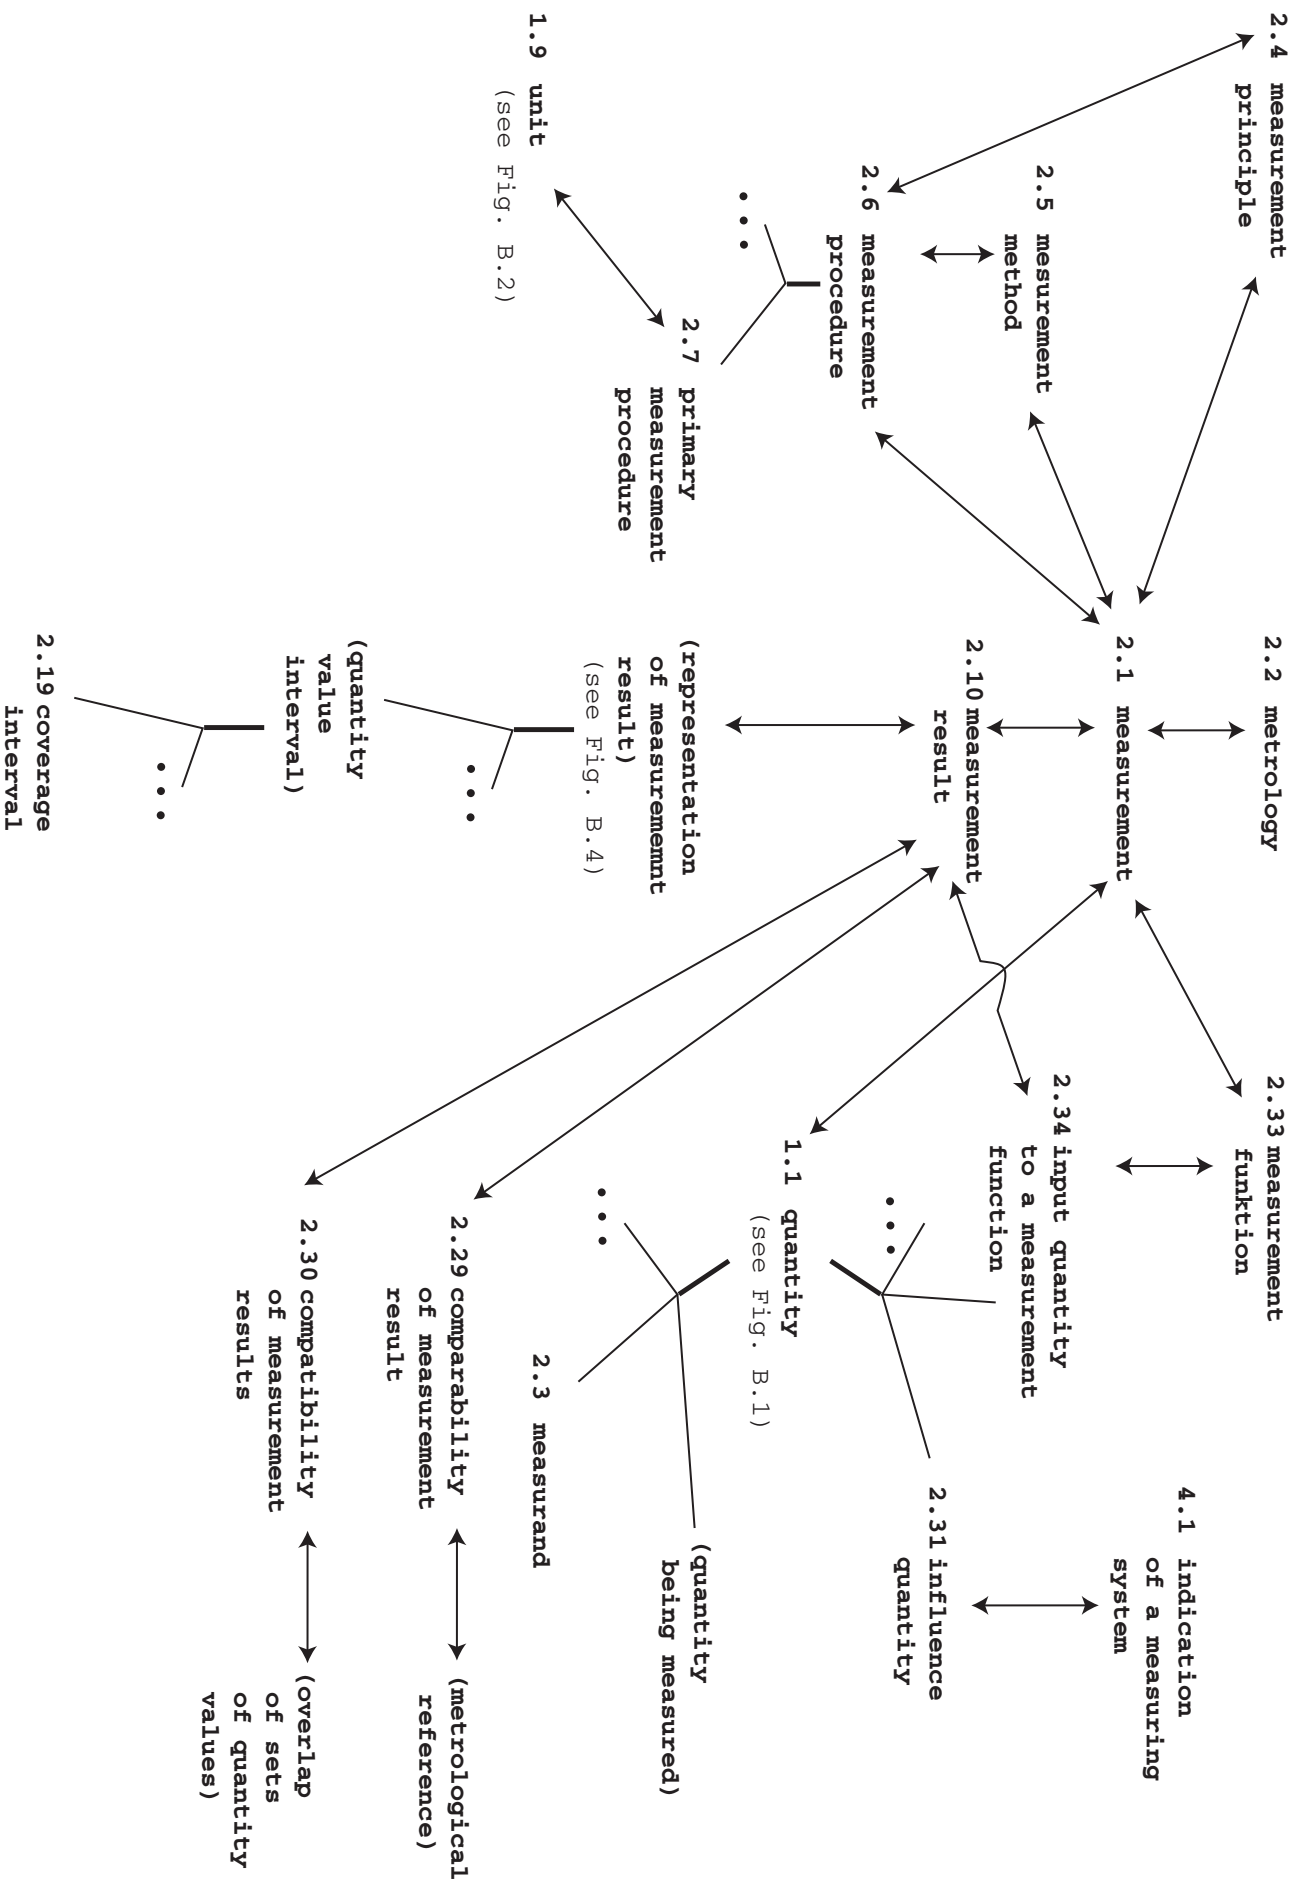 2.4 measurement
principle
2.2 metrology
2.33 measurement
funktion
2.5 mesurement
method
2.1 measurement
4.1 indication
of a measuring
system
2.6 measurement
procedure
2.10 measurement
result
2.34 input quantity
to a measurement
function
2.31 influence
quantity
1.1 quantity
(see Fig. B.1)
2.7 primary
measurement
procedure
(representation
of measurememnt
result)
(see Fig. B.4)
(quantity
being measured)
1.9 unit
(see Fig. B.2)
2.3 measurand
2.29 comparability
of measurement
result
(metrological
reference)
(quantity
value
interval)
2.30 compatibility
of measurement
results
(overlap
of sets
of quantity
values)
2.19 coverage
interval